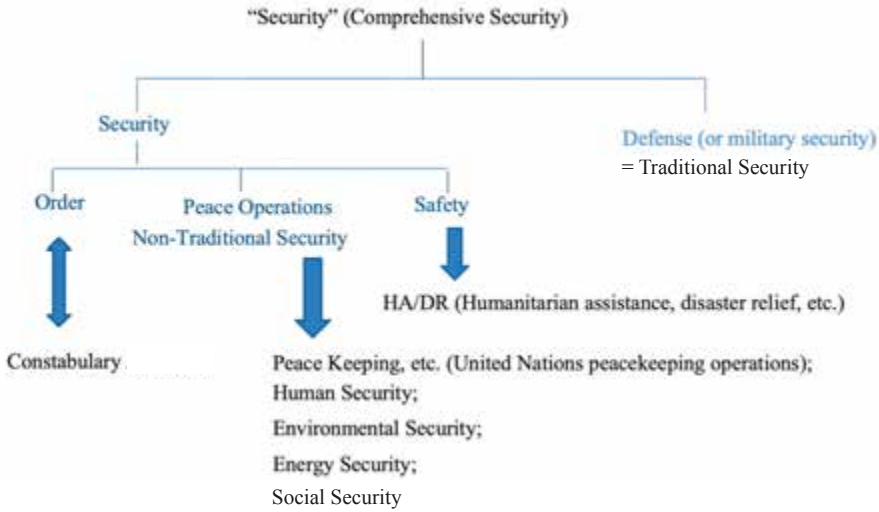 “Security” (Comprehensive Security)
Security
Defense (or military security)
= Traditional Security
Order
Peace Operations
Safety
Non-Traditional Security
HA/DR (Humanitarian assistance, disaster relief, etc.)
Constabulary
Peace Keeping, etc. (United Nations peacekeeping operations);
Human Security;
Environmental Security;
Energy Security;
Social Security